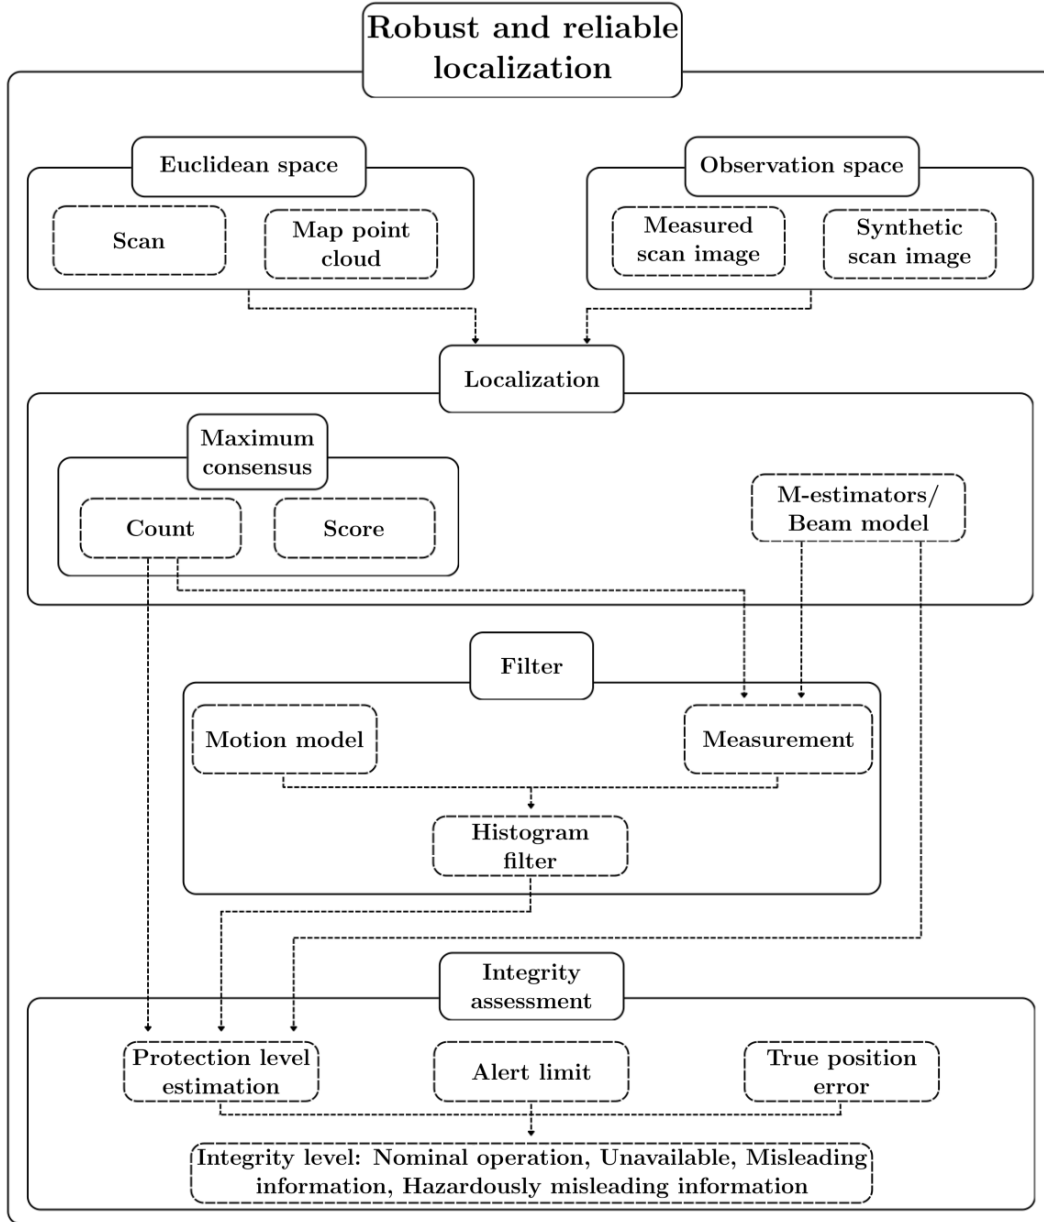 Robust and reliable
localization
Euclidean space
Scan
Map point
cloud
Observation space
Measured
scan image
Synthetic
scan image
Localization
Maximum
consensus
Count
Score
M-estimators/
Beam model
Filter
Motion model
Measurement
Histogram
filter
Integrity
assessment
Protection level
estimation
Alert limit
True position
error
Integrity level: Nominal operation, Unavailable, Misleading
information, Hazardously misleading information